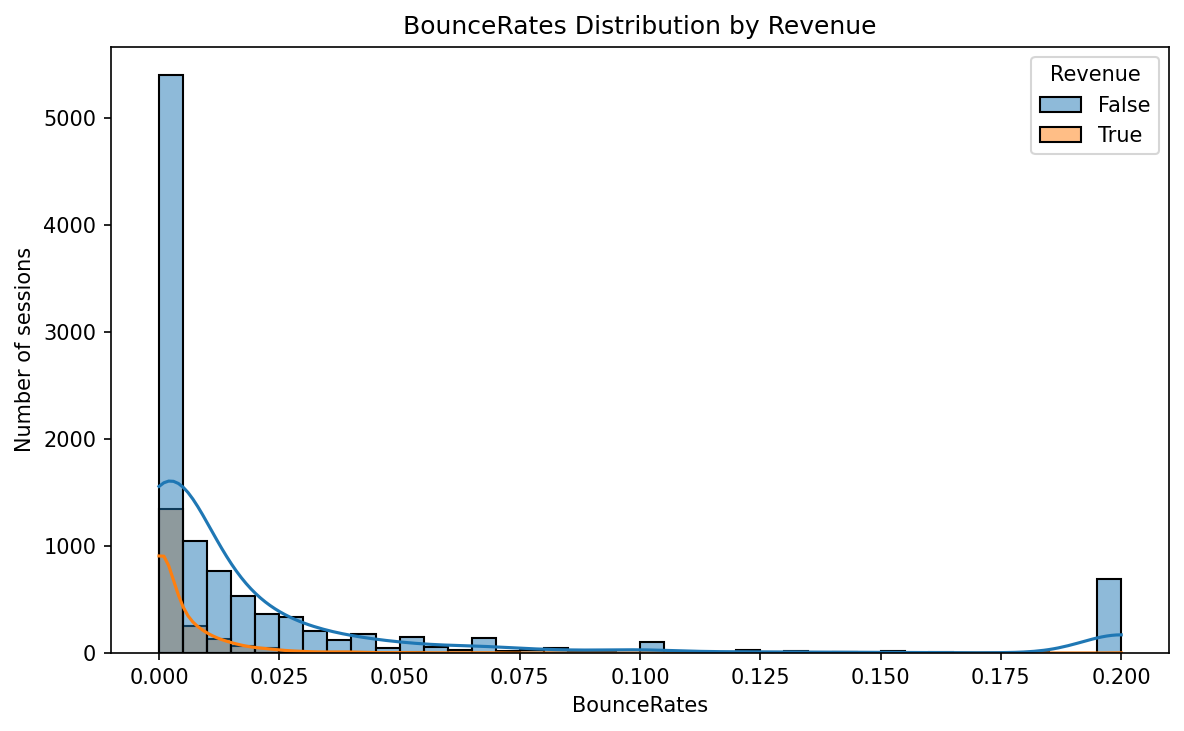 BounceRates Distribution by Revenue
Revenue
False
True
Number of sessions
5000
4000
3000
2000
1000
0
0.000 0.025 0.050 0.075 0.100 0.125 0.150 0.175 0.200
BounceRates